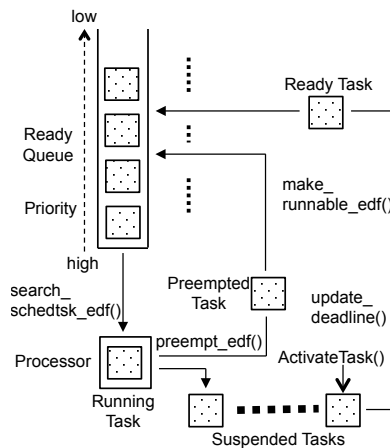 low
Ready Task
Ready
Queue
Priority
make_
runnable_edf()
high
search_
schedtsk_edf()
Preempted
Task
update_
deadline()
preempt_edf()
Processor
ActivateTask()
Running
Task
Suspended Tasks